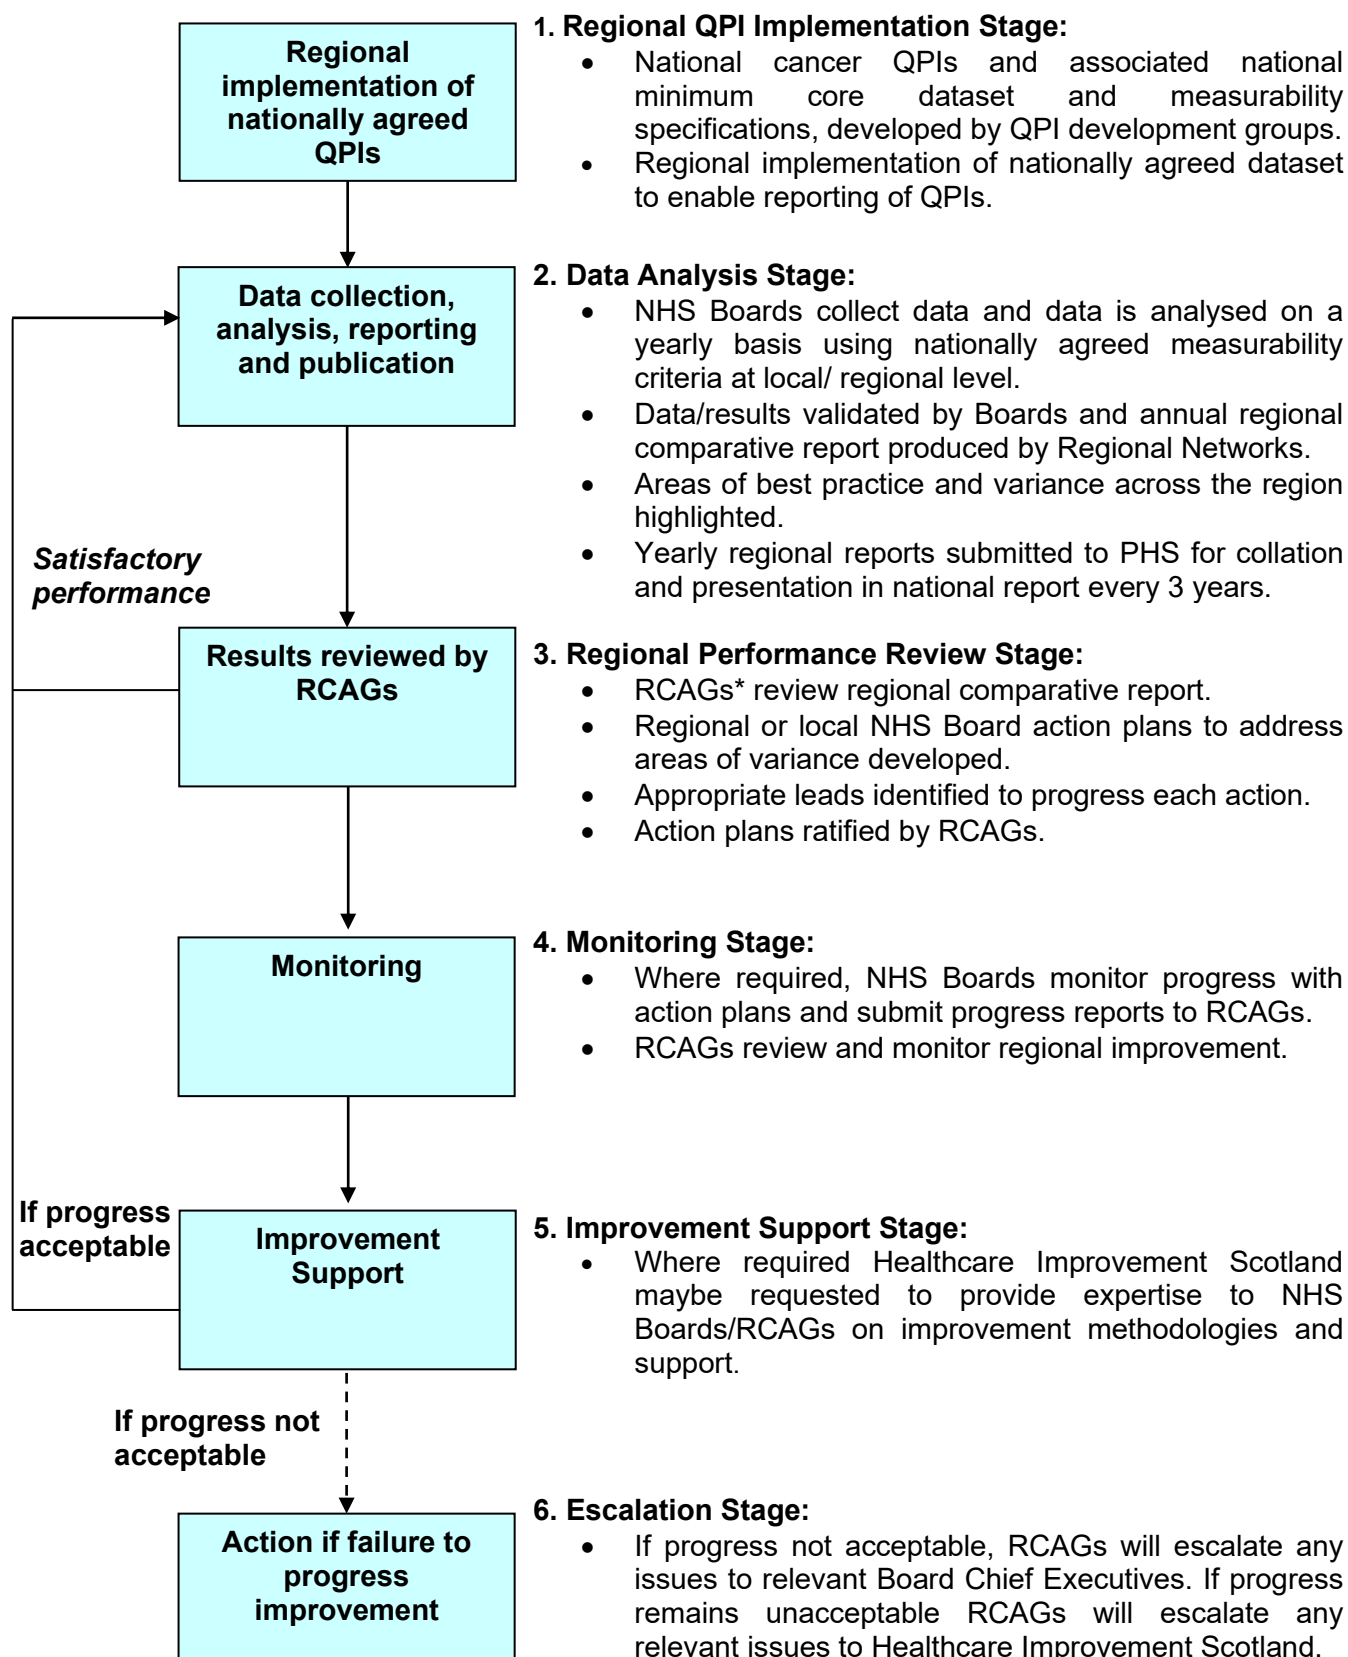 Regional
implementation of
nationally agreed
QPIs
1. Regional QPI Implementation Stage:
• National cancer QPIs and associated national
minimum core dataset and measurability
specifications, developed by QPI development groups.
• Regional implementation of nationally agreed dataset
to enable reporting of QPIs.
Data collection,
analysis, reporting
and publication
2. Data Analysis Stage:
• NHS Boards collect data and data is analysed on a
yearly basis using nationally agreed measurability
criteria at local/ regional level.
• Data/results validated by Boards and annual regional
comparative report produced by Regional Networks.
• Areas of best practice and variance across the region
highlighted.
• Yearly regional reports submitted to PHS for collation
and presentation in national report every 3 years.
Satisfactory
performance
Results reviewed by
RCAGs
3. Regional Performance Review Stage:
• RCAGs* review regional comparative report.
• Regional or local NHS Board action plans to address
areas of variance developed.
• Appropriate leads identified to progress each action.
• Action plans ratified by RCAGs.
Monitoring
4. Monitoring Stage:
• Where required, NHS Boards monitor progress with
action plans and submit progress reports to RCAGs.
• RCAGs review and monitor regional improvement.
If progress
acceptable
Improvement
Support
5. Improvement Support Stage:
• Where required Healthcare Improvement Scotland
maybe requested to provide expertise to NHS
Boards/RCAGs on improvement methodologies and
support.
If progress not
acceptable
Action if failure to
progress
improvement
6. Escalation Stage:
• If progress not acceptable, RCAGs will escalate any
issues to relevant Board Chief Executives. If progress
remains unacceptable RCAGs will escalate any
relevant issues to Healthcare Improvement Scotland.